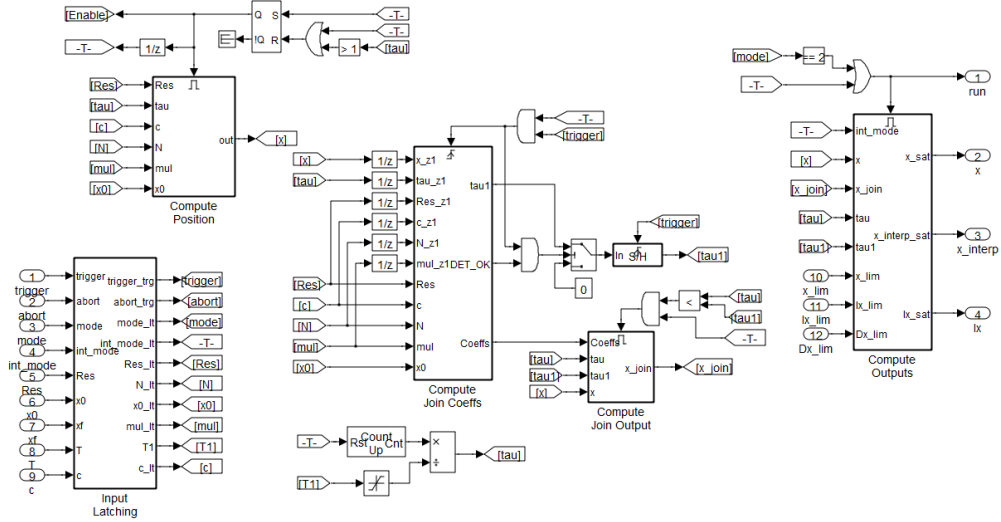 [Enable]
Q
S
-T-
-T-
!Q
R
-T-
1/z
> 1
[tau]
[Res]
Res
[tau]
tau
[c]
c
[N]
N
out
[x]
[mul]
mul
[x0]
x0
Compute
Position
[mode]
== 2
-T-
1
run
-T-
int_mode
[x]
x
x_sat
2
x
[x_join]
x_join
[tau]
tau
x_interp_sat
3
x_interp
[tau1]
tau1
10
x_lim
x_lim
11
lx_lim
lx_lim
lx_sat
4
lx
12
Dx_lim
Dx_lim
Compute
Outputs
-T-
[trigger]
[x]
1/z
x_z1
[tau]
1/z
tau_z1
tau1
1/z
Res_z1
1/z
c_z1
1/z
N_z1
1/z
mul_z1
DET_OK
[Res]
Res
[c]
c
[N]
N
[mul]
mul
Coeffs
[x0]
x0
Compute
Join Coeffs
[trigger]
In
S/H
[tau1]
0
[tau]
<
[tau1]
-T-
Coeffs
[tau]
tau
x_join
[x_join]
[tau1]
tau1
[x]
x
Compute
Join Output
1
trigger
trigger
trigger_trg
[trigger]
2
abort
abort
abort_trg
[abort]
3
mode
mode
mode_lt
[mode]
4
int_mode
int_mode
int_mode_lt
-T-
5
Res
Res
Res_lt
[Res]
N_lt
[N]
6
x0
x0
x0_lt
[x0]
7
xf
xf
mul_lt
[mul]
8
T
T
T1
[T1]
9
c
c
c_lt
[c]
Input
Latching
-T-
Rst
Count
Up
Cnt
×
÷
[tau]
[T1]